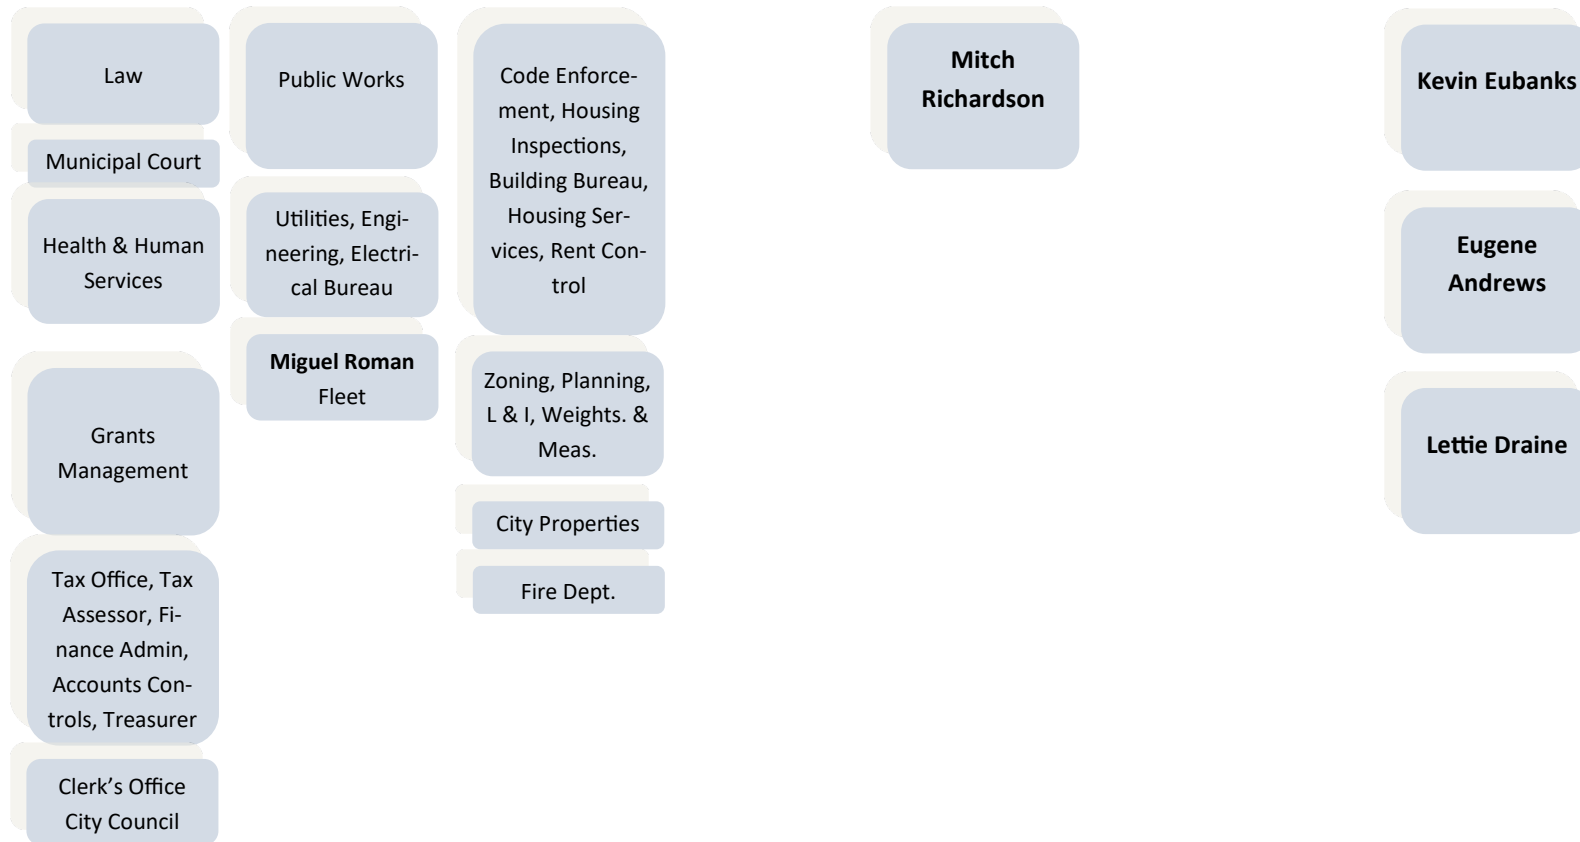 Law
Municipal Court
Health & Human
Services
Grants
Management
Tax Office, Tax
Assessor, Fi-
nance Admin,
Accounts Con-
trols, Treasurer
Clerk’s Office
City Council
Public Works
Utilities, Engi-
neering, Electri-
cal Bureau
Miguel Roman
Fleet
Code Enforce-
ment, Housing
Inspections,
Building Bureau,
Housing Ser-
vices, Rent Con-
trol
Zoning, Planning,
L & I, Weights. &
Meas.
City Properties
Fire Dept.
Mitch
Richardson
Kevin Eubanks
Eugene
Andrews
Lettie Draine